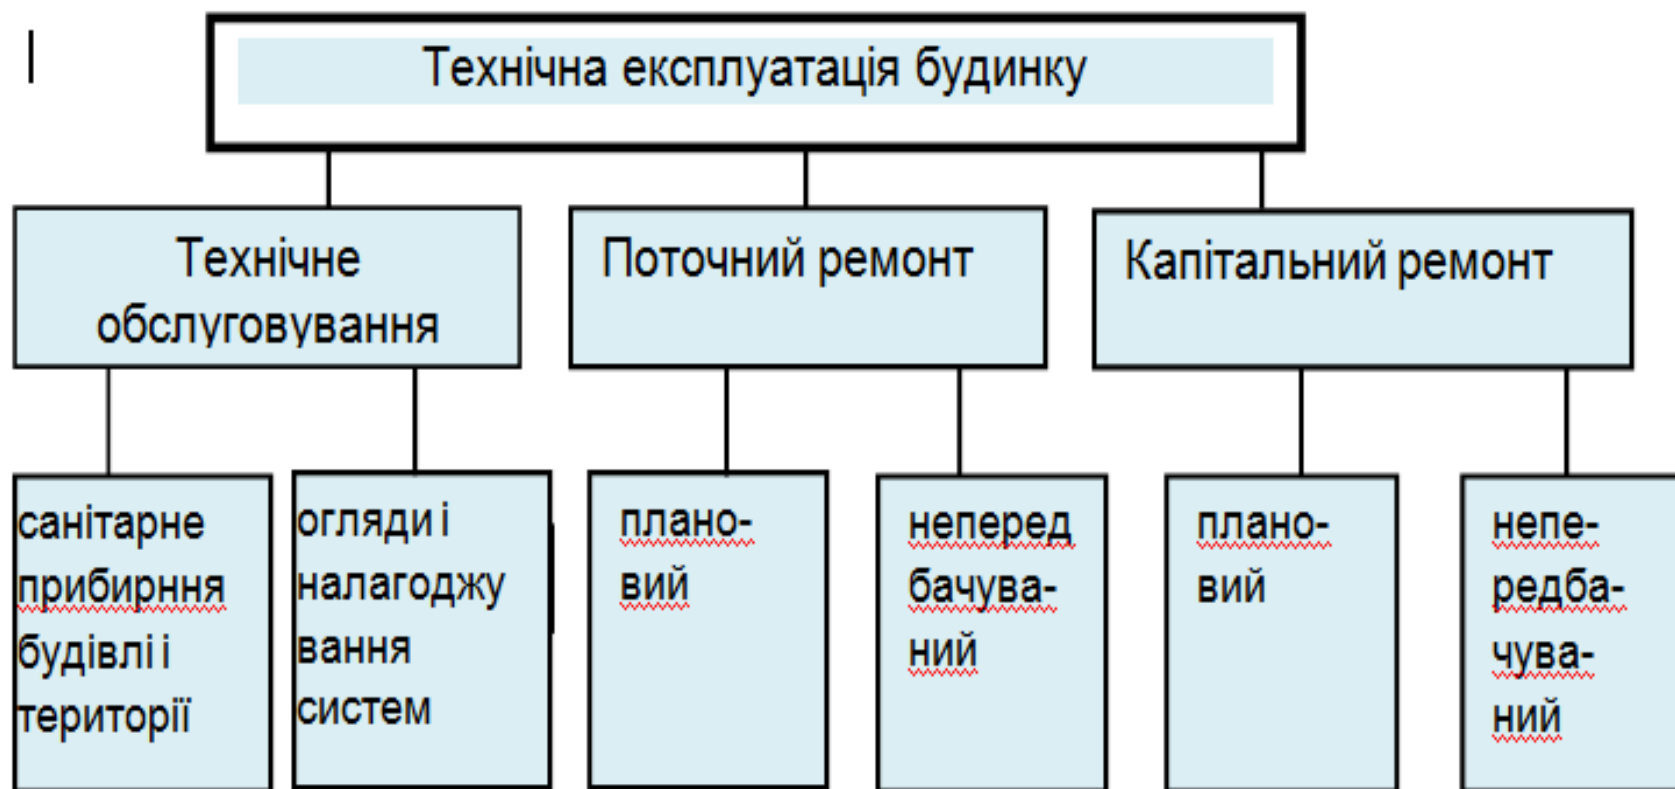 Технічна експлуатація будинку
Технічне
обслуговування
Поточний ремонт
Капітальний ремонт
санітарне
прибирння
будівлі і
території
огляди і
налагоджу
вання
систем
плано-
вий
неперед
бачува-
ний
плано-
вий
непе-
редба-
чува-
ний